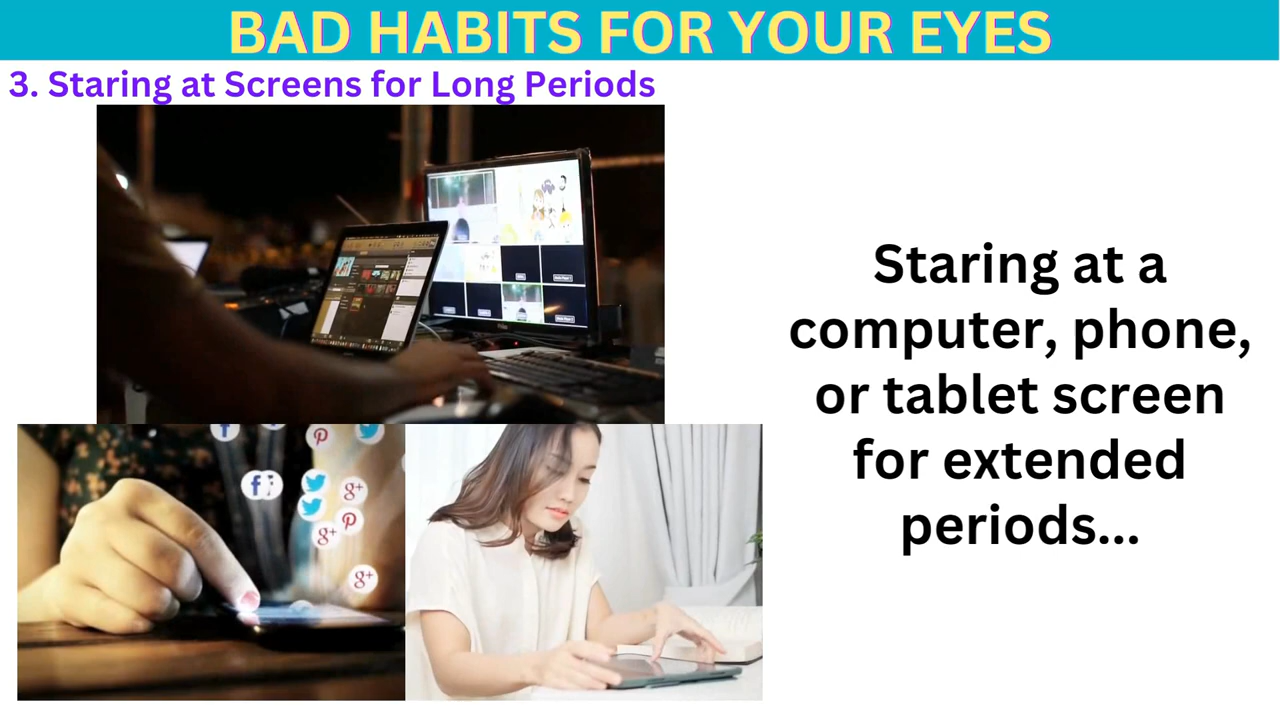 BAD HABITS FOR YOUR EYES
3. Staring at Screens for Long Periods
Staring at a
computer, phone,
or tablet screen
for extended
periods...